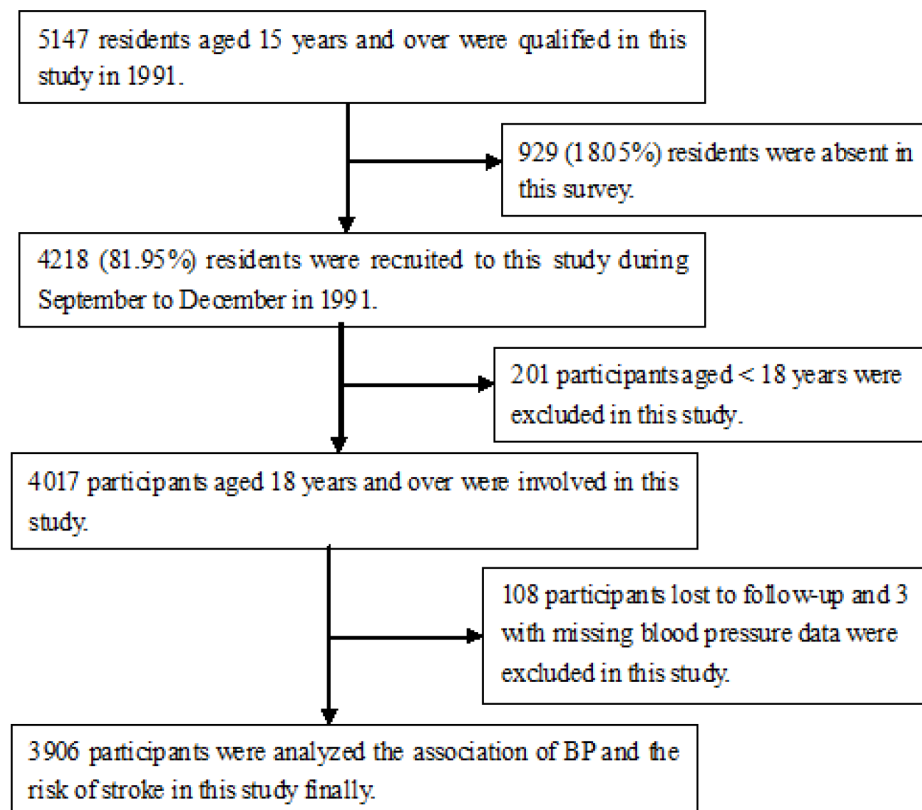 5147 residents aged 15 years and over were qualified in this
study in 1991.
929 (18.05%) residents were absent in
this survey.
4218 (81.95%) residents were recruited to this study during
September to December in 1991.
201 participants aged < 18 years were
excluded in this study.
4017 participants aged 18 years and over were involved in this
study.
108 participants lost to follow-up and 3
with missing blood pressure data were
excluded in this study.
3906 participants were analyzed the association of BP and the
risk of stroke in this study finally.